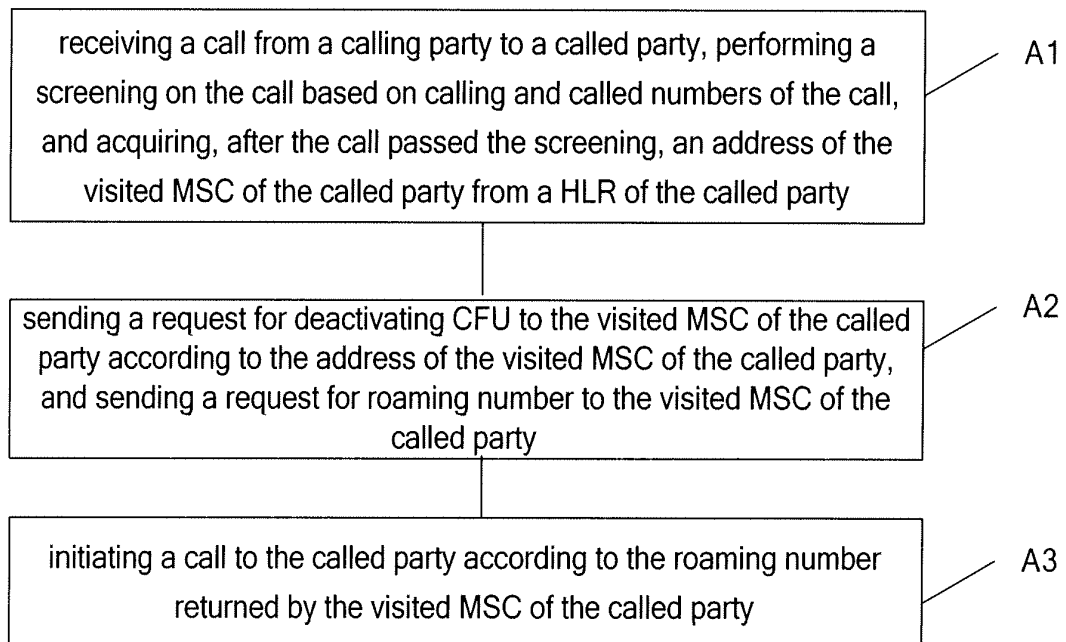 receiving a call from a calling party to a called party, performing a
screening on the call based on calling and called numbers of the call,
and acquiring, after the call passed the screening, an address of the
visited MSC of the called party from a HLR of the called party
A1
sending a request for deactivating CFU to the visited MSC of the called
party according to the address of the visited MSC of the called party,
and sending a request for roaming number to the visited MSC of the
called party
A2
initiating a call to the called party according to the roaming number
returned by the visited MSC of the called party
A3